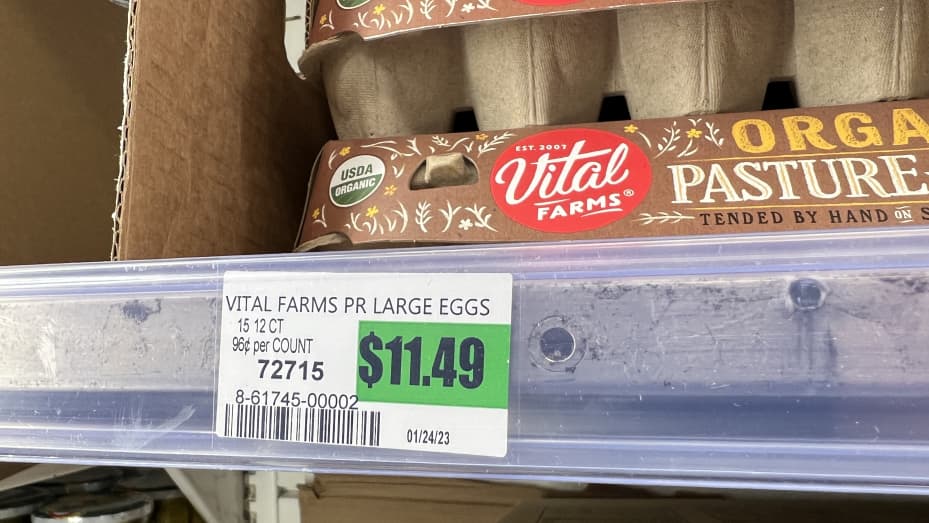 USDA
ORGANIC
EST. 2007
Vital
FARMS®
ORGA
PASTURE
TENDED BY HAND ON S
VITAL FARMS PR LARGE EGGS
15 12 CT
96¢ per COUNT
72715
$11.49
8-61745-00002
01/24/23